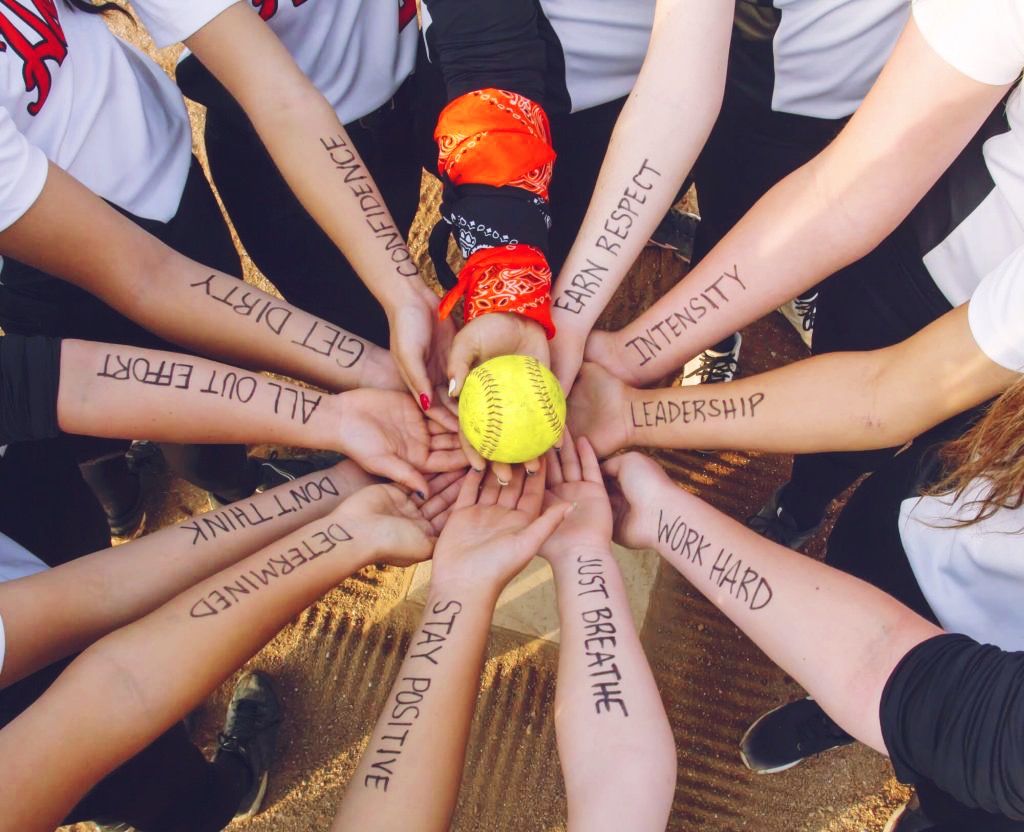 CONFIDENCE
EARN RESPECT
GET DIRTY
INTENSITY
ALL OUT EFFORT
LEADERSHIP
DON'T THINK
WORK HARD
DETERMINED
JUST BREATHE
STAY POSITIVE